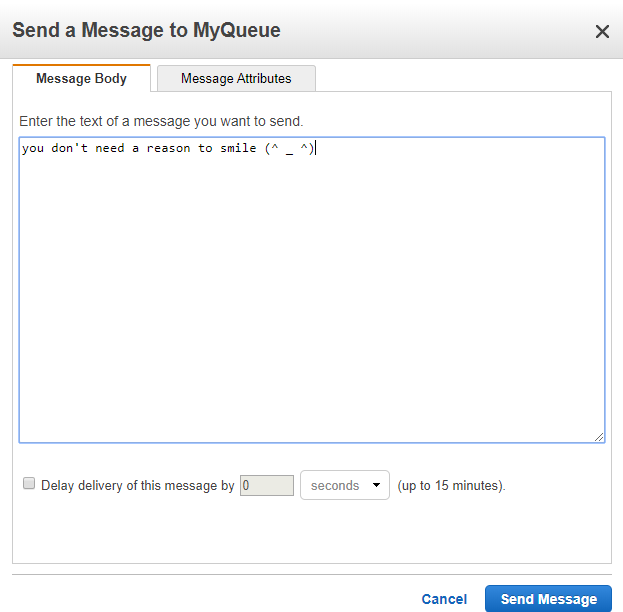 Send a Message to MyQueue
Message Body
Message Attributes
Enter the text of a message you want to send.
you don't need a reason to smile (^ _ ^)
Delay delivery of this message by 0 seconds (up to 15 minutes).
Cancel
Send Message